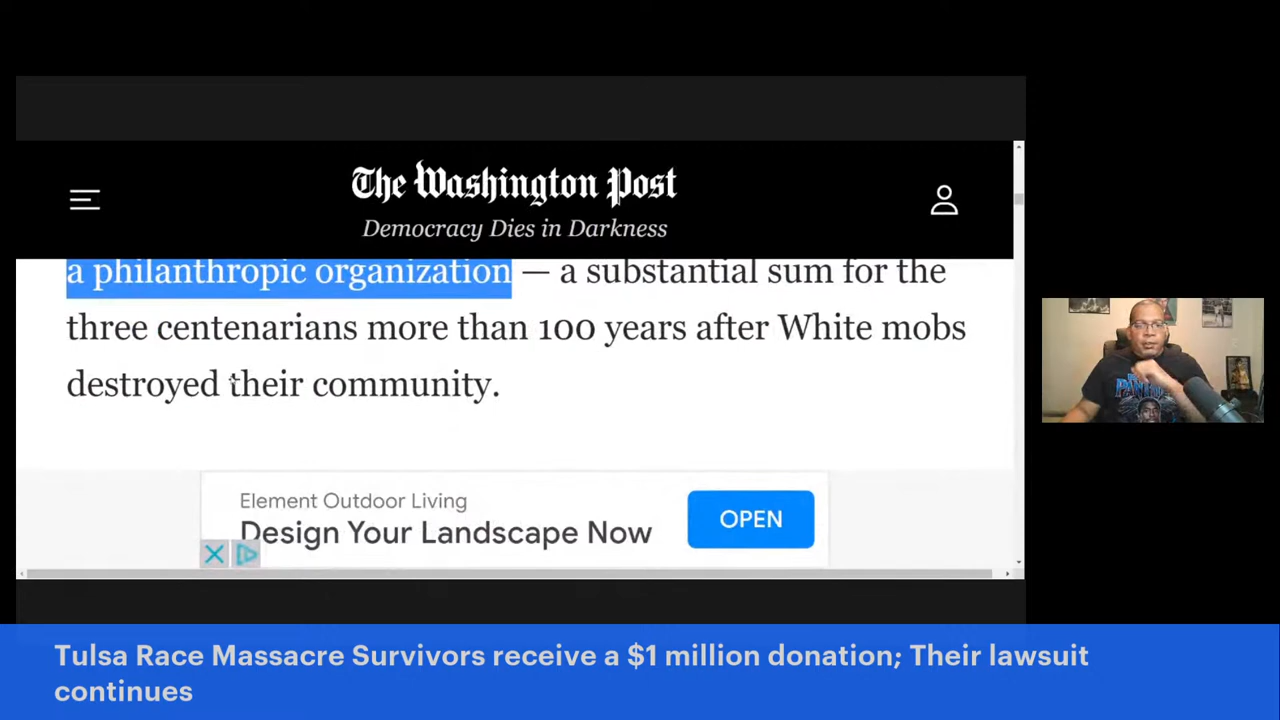 The Washington Post
Democracy Dies in Darkness
a philanthropic organization — a substantial sum for the
three centenarians more than 100 years after White mobs
destroyed their community.
Element Outdoor Living
Design Your Landscape Now
OPEN
Tulsa Race Massacre Survivors receive a $1 million donation; Their lawsuit
continues